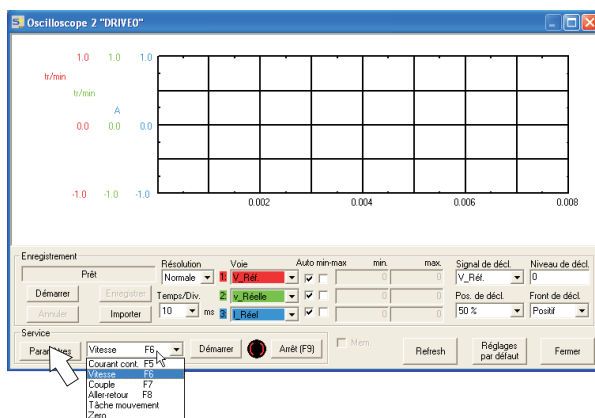 Oscilloscope 2 "DRIVE0"
1.0 1.0 1.0
tr/min
tr/min
A
0.0 0.0 0.0
-1.0 -1.0 -1.0
0.002 0.004 0.006 0.008
Enregistrement
Prêt
Démarrer Enregistrer
Annuler Importer
Résolution Voie Auto min-max min. max. Signal de décl. Niveau de décl.
Normale 1: V_Réf. 0 0 V_Réf. 0
Temps/Div. 2: v_Réelle 0 0 Pos. de décl. Front de décl.
10 ms 3: I_Réel 0 0 50 % Positif
Service
Paramètres Vitesse F6 Démarrer Arrêt (F9) Mem Refresh Réglages par défaut Fermer
Courant cont. F5
Vitesse F6
Couple F7
Aller-retour F8
Tâche mouvement
Zero